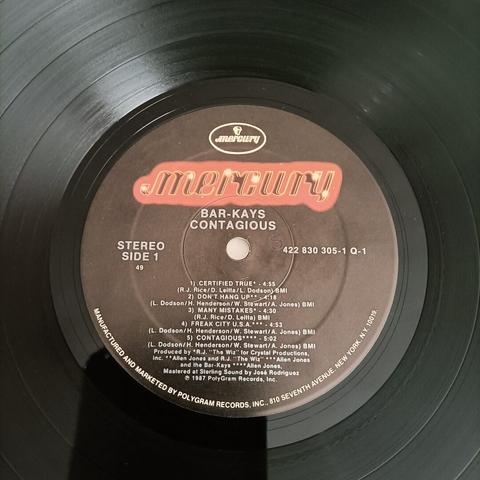 mercury
mercury
BAR-KAYS
CONTAGIOUS
STEREO
SIDE 1
49
422 830 305-1 Q-1
1) CERTIFIED TRUE* - 4:55
(R.J. Rice/D. Leitta/L. Dodson) BMI
2) DON'T HANG UP** - 4:18
(L. Dodson/H. Henderson/W. Stewart/A. Jones) BMI
3) MANY MISTAKES* - 4:30
(R.J. Rice/D. Leitta) BMI
4) FREAK CITY U.S.A.*** - 4:53
(L. Dodson/H. Henderson/W. Stewart/A. Jones) BMI
5) CONTAGIOUS**** - 5:02
(L. Dodson/H. Henderson/W. Stewart/A. Jones) BMI
Produced by *R.J. "The Wiz" for Crystal Productions,
Inc. **Allen Jones and R.J. "The Wiz" ***Allen Jones
and the Bar-Kays ****Allen Jones.
Mastered at Sterling Sound by José Rodriguez
℗ 1987 PolyGram Records, Inc.
MANUFACTURED AND MARKETED BY POLYGRAM RECORDS, INC., 810 SEVENTH AVENUE, NEW YORK, N.Y. 10019.